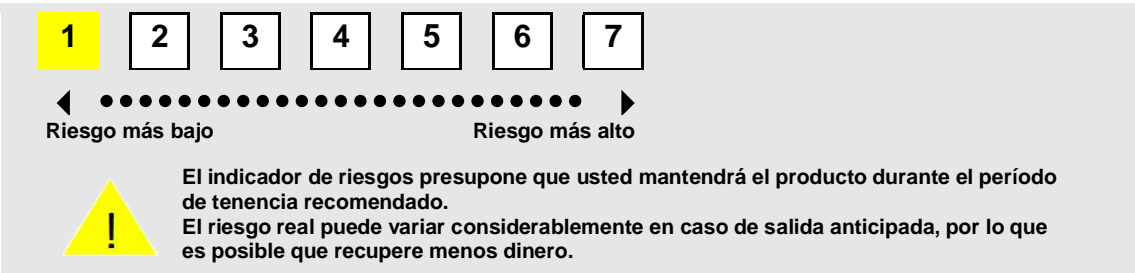 1 2 3 4 5 6 7
Riesgo más bajo Riesgo más alto
!
El indicador de riesgos presupone que usted mantendrá el producto durante el período
de tenencia recomendado.
El riesgo real puede variar considerablemente en caso de salida anticipada, por lo que
es posible que recupere menos dinero.